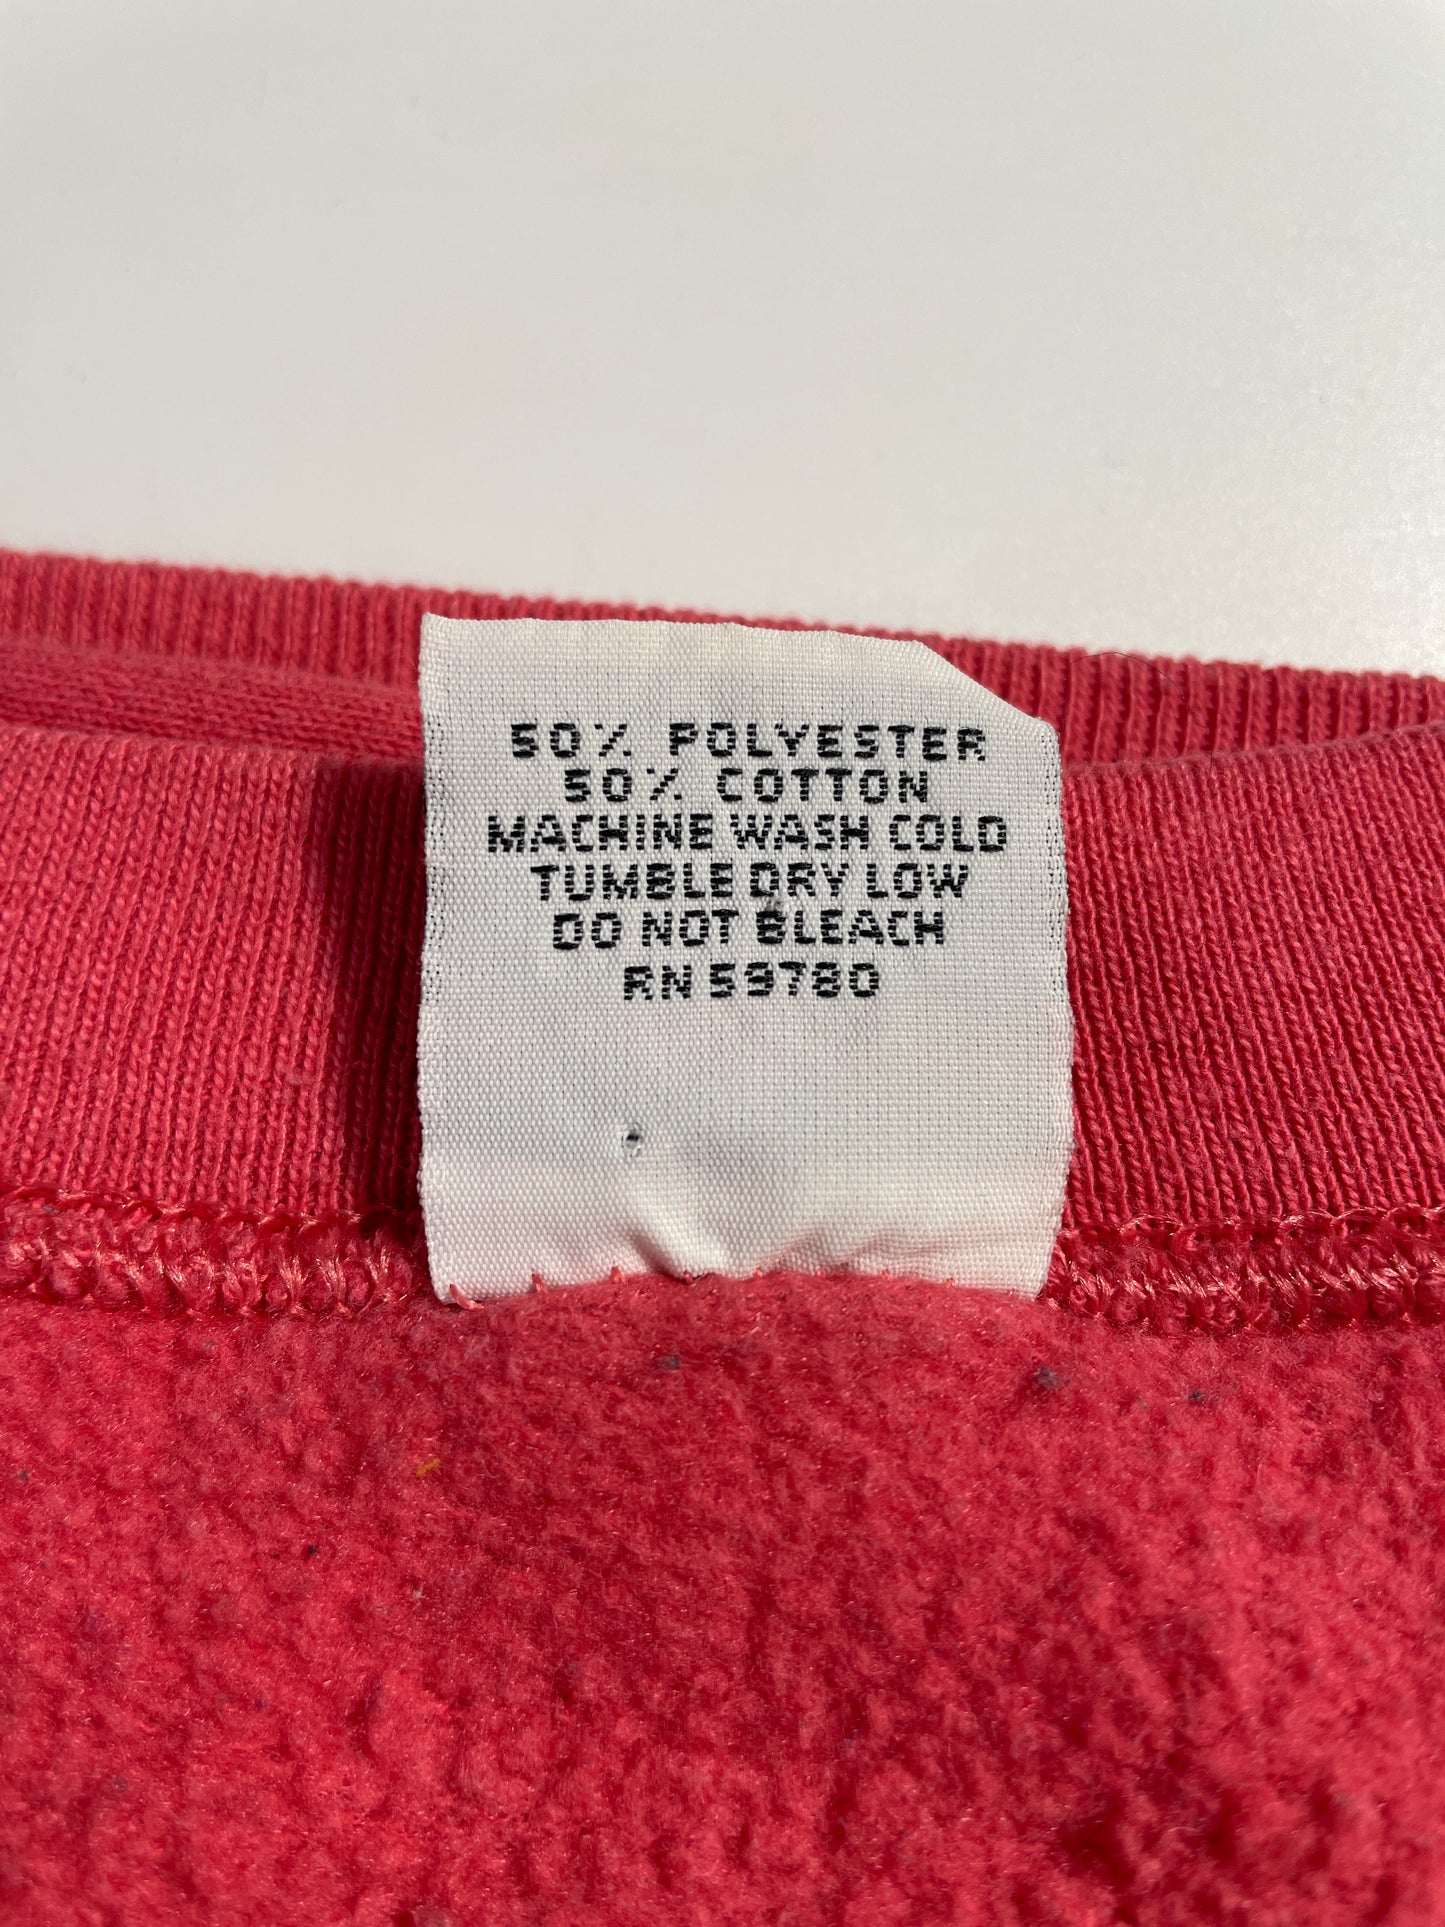 50% POLYESTER
50% COTTON
MACHINE WASH COLD
TUMBLE DRY LOW
DO NOT BLEACH
RN 59780